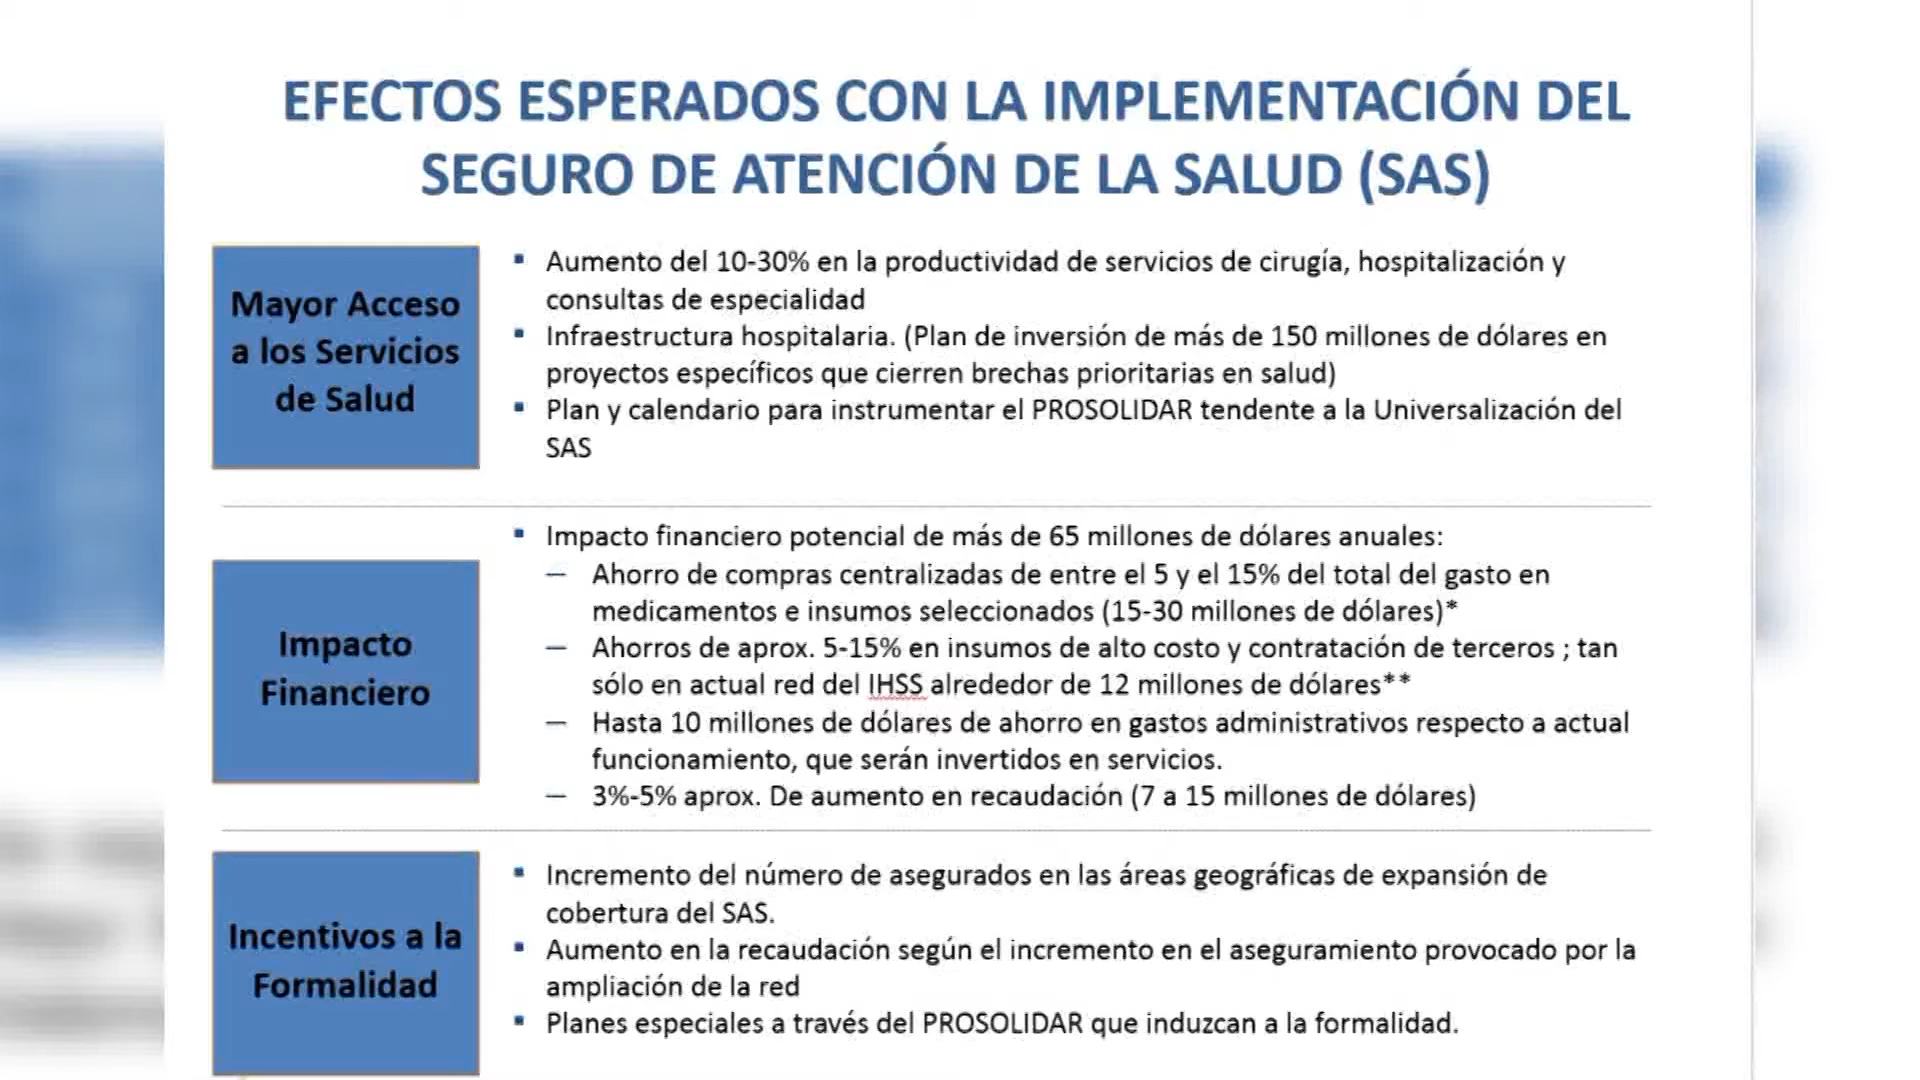 EFECTOS ESPERADOS CON LA IMPLEMENTACIÓN DEL
SEGURO DE ATENCIÓN DE LA SALUD (SAS)
Mayor Acceso
a los Servicios
de Salud
▪ Aumento del 10-30% en la productividad de servicios de cirugía, hospitalización y
consultas de especialidad
▪ Infraestructura hospitalaria. (Plan de inversión de más de 150 millones de dólares en
proyectos específicos que cierren brechas prioritarias en salud)
▪ Plan y calendario para instrumentar el PROSOLIDAR tendente a la Universalización del
SAS
Impacto
Financiero
▪ Impacto financiero potencial de más de 65 millones de dólares anuales:
– Ahorro de compras centralizadas de entre el 5 y el 15% del total del gasto en
medicamentos e insumos seleccionados (15-30 millones de dólares)*
– Ahorros de aprox. 5-15% en insumos de alto costo y contratación de terceros ; tan
sólo en actual red del IHSS alrededor de 12 millones de dólares**
– Hasta 10 millones de dólares de ahorro en gastos administrativos respecto a actual
funcionamiento, que serán invertidos en servicios.
– 3%-5% aprox. De aumento en recaudación (7 a 15 millones de dólares)
Incentivos a la
Formalidad
▪ Incremento del número de asegurados en las áreas geográficas de expansión de
cobertura del SAS.
▪ Aumento en la recaudación según el incremento en el aseguramiento provocado por la
ampliación de la red
▪ Planes especiales a través del PROSOLIDAR que induzcan a la formalidad.